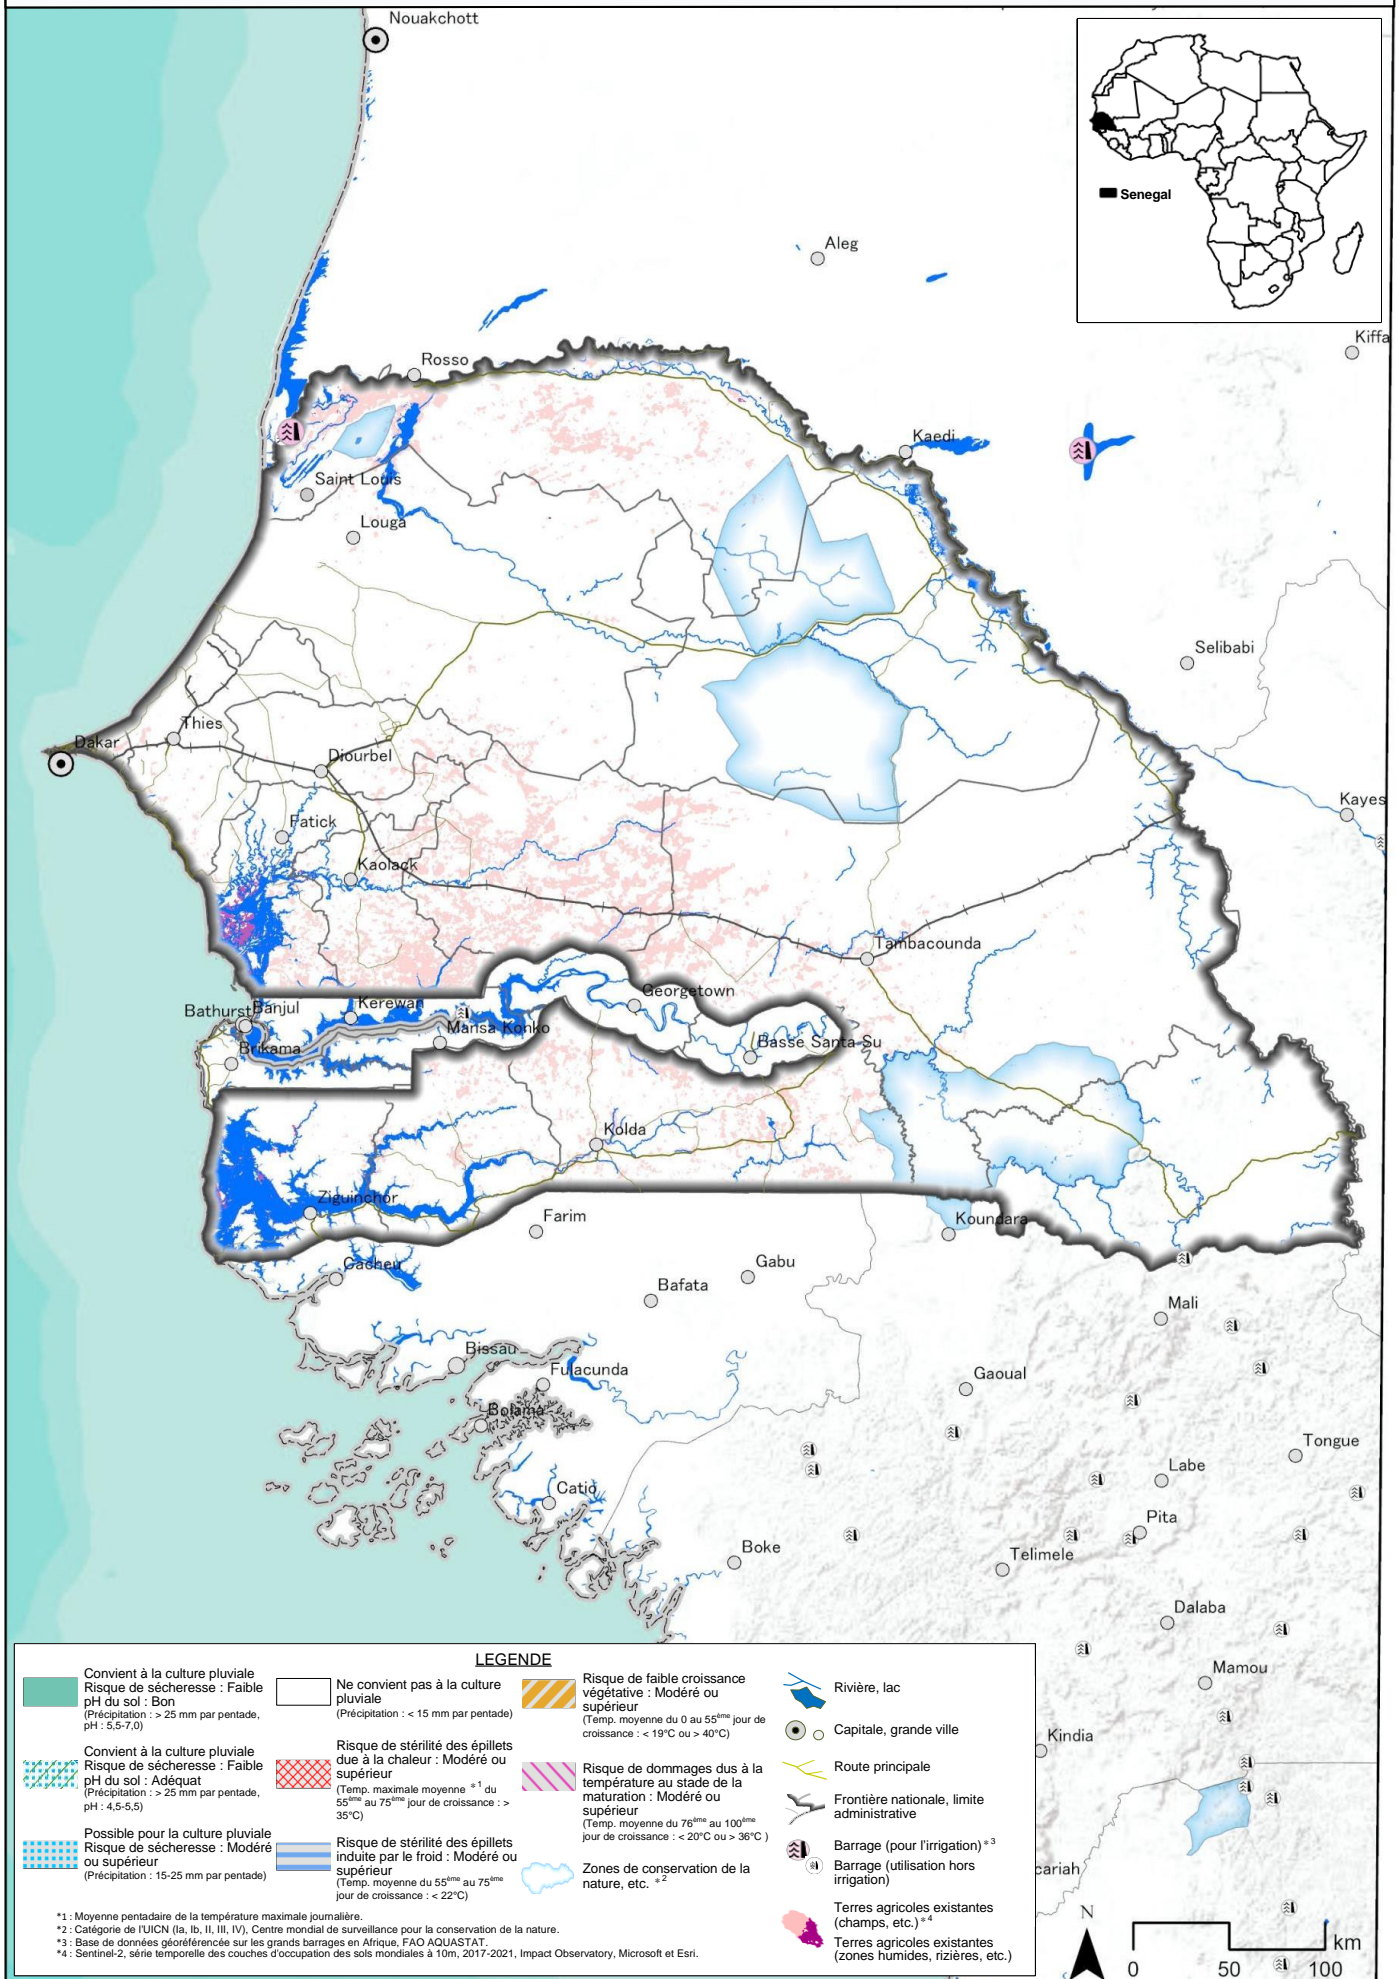 Nouakchott
Senegal
Aleg
Kiffa
Rosso
Kaedi
Saint Louis
Louga
Selibabi
Thies
Dakar
Diourbel
Kayes
Fatick
Kaolack
Tambacounda
Georgetown
Bathurst
Banjul
Kerewan
Mansa Konko
Brikama
Basse Santa Su
Kolda
Ziguinchor
Farim
Koundara
Cacheu
Gabu
Bafata
Mali
Bissau
Fulacunda
Gaoual
Bolama
Tongue
Labe
Catio
Pita
Boke
Telimele
Dalaba
Mamou
Kindia
cariah
LEGENDE
Convient à la culture pluviale
Risque de sécheresse : Faible
pH du sol : Bon
(Précipitation : > 25 mm par pentade,
pH : 5,5-7,0)
Convient à la culture pluviale
Risque de sécheresse : Faible
pH du sol : Adéquat
(Précipitation : > 25 mm par pentade,
pH : 4,5-5,5)
Possible pour la culture pluviale
Risque de sécheresse : Modéré
ou supérieur
(Précipitation : 15-25 mm par pentade)
Ne convient pas à la culture
pluviale
(Précipitation : < 15 mm par pentade)
Risque de stérilité des épillets
due à la chaleur : Modéré ou
supérieur
(Temp. maximale moyenne *1 du
55ème au 75ème jour de croissance : >
35°C)
Risque de stérilité des épillets
induite par le froid : Modéré ou
supérieur
(Temp. moyenne du 55ème au 75ème
jour de croissance : < 22°C)
Risque de faible croissance
végétative : Modéré ou
supérieur
(Temp. moyenne du 0 au 55ème jour de
croissance : < 19°C ou > 40°C)
Risque de dommages dus à la
température au stade de la
maturation : Modéré ou
supérieur
(Temp. moyenne du 76ème au 100ème
jour de croissance : < 20°C ou > 36°C )
Zones de conservation de la
nature, etc. *2
Rivière, lac
Capitale, grande ville
Route principale
Frontière nationale, limite
administrative
Barrage (pour l'irrigation)*3
Barrage (utilisation hors
irrigation)
Terres agricoles existantes
(champs, etc.)*4
Terres agricoles existantes
(zones humides, rizières, etc.)
*1 : Moyenne pentadaire de la température maximale journalière.
*2 : Catégorie de l'UICN (Ia, Ib, II, III, IV), Centre mondial de surveillance pour la conservation de la nature.
*3 : Base de données géoréférencée sur les grands barrages en Afrique, FAO AQUASTAT.
*4 : Sentinel-2, série temporelle des couches d'occupation des sols mondiales à 10m, 2017-2021, Impact Observatory, Microsoft et Esri.
N
km
0 50 100